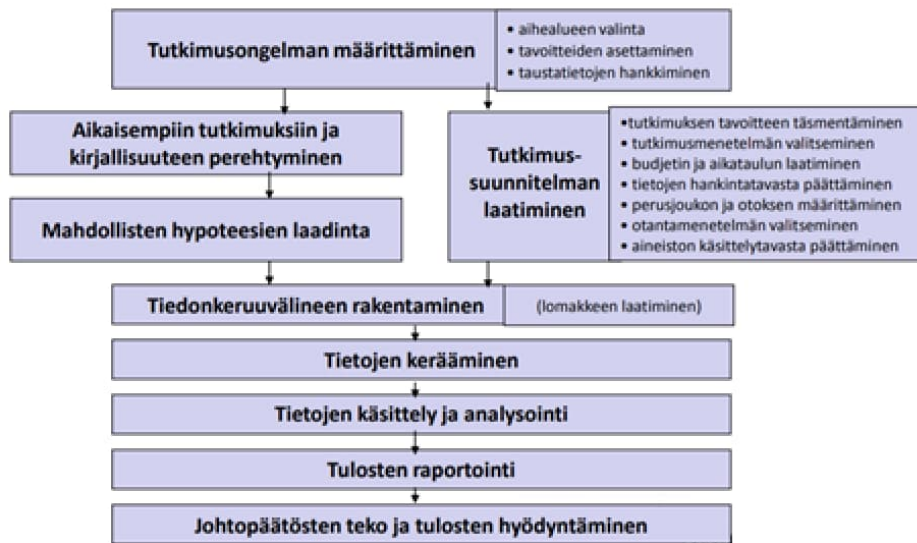 Tutkimusongelman määrittäminen
• aihealueen valinta
• tavoitteiden asettaminen
• taustatietojen hankkiminen
Aikaisempiin tutkimuksiin ja
kirjallisuuteen perehtyminen
Mahdollisten hypoteesien laadinta
Tutkimus-
suunnitelman
laatiminen
•tutkimuksen tavoitteen täsmentäminen
• tutkimusmenetelmän valitseminen
• budjetin ja aikataulun laatiminen
• tietojen hankintatavasta päättäminen
• perusjoukon ja otoksen määrittäminen
• otantamenetelmän valitseminen
• aineiston käsittelytavasta päättäminen
Tiedonkeruuvälineen rakentaminen
(lomakkeen laatiminen)
Tietojen kerääminen
Tietojen käsittely ja analysointi
Tulosten raportointi
Johtopäätösten teko ja tulosten hyödyntäminen